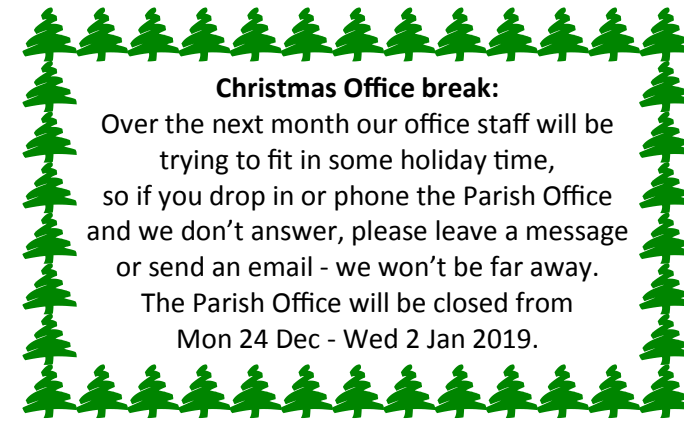 Christmas Office break:
Over the next month our office staff will be
trying to fit in some holiday time,
so if you drop in or phone the Parish Office
and we don’t answer, please leave a message
or send an email - we won’t be far away.
The Parish Office will be closed from
Mon 24 Dec - Wed 2 Jan 2019.